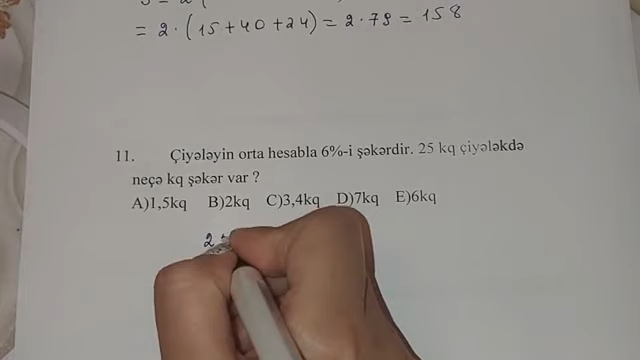 = 2 · (15 + 40 + 24) = 2 · 79 = 158
11. Çiyələyin orta hesabla 6%-i şəkərdir. 25 kq çiyələkdə
neçə kq şəkər var ?
A)1,5kq B)2kq C)3,4kq D)7kq E)6kq
2